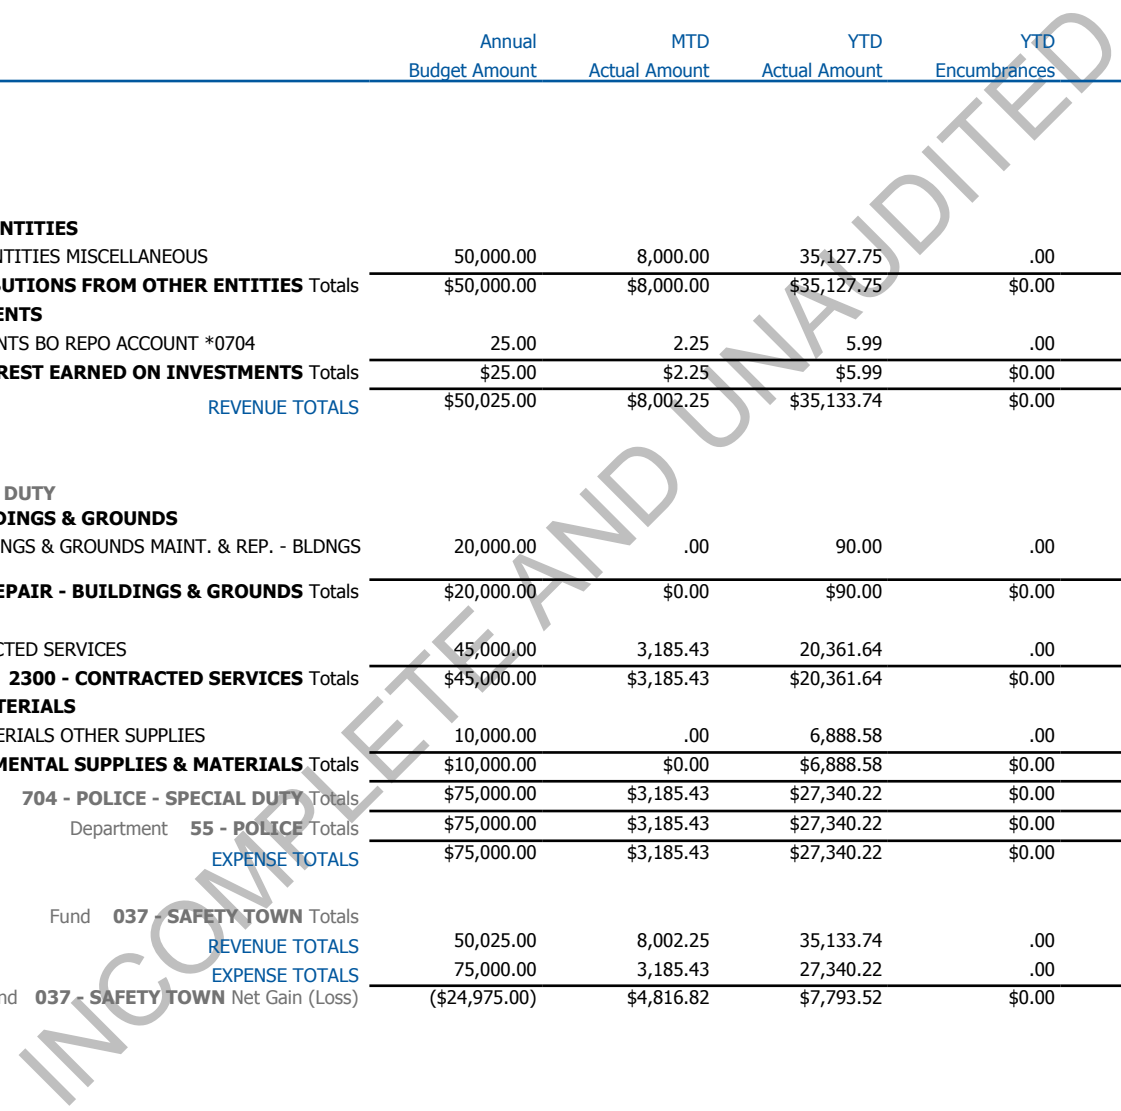 Annual MTD YTD YTD
Budget Amount Actual Amount Actual Amount Encumbrances
NTITIES
NTITIES MISCELLANEOUS 50,000.00 8,000.00 35,127.75 .00
BUTIONS FROM OTHER ENTITIES Totals $50,000.00 $8,000.00 $35,127.75 $0.00
ENTS
NTS BO REPO ACCOUNT *0704 25.00 2.25 5.99 .00
REST EARNED ON INVESTMENTS Totals $25.00 $2.25 $5.99 $0.00
REVENUE TOTALS $50,025.00 $8,002.25 $35,133.74 $0.00
DUTY
DINGS & GROUNDS
NGS & GROUNDS MAINT. & REP. - BLDNGS 20,000.00 .00 90.00 .00
EPAIR - BUILDINGS & GROUNDS Totals $20,000.00 $0.00 $90.00 $0.00
CTED SERVICES 45,000.00 3,185.43 20,361.64 .00
2300 - CONTRACTED SERVICES Totals $45,000.00 $3,185.43 $20,361.64 $0.00
TERIALS
ERIALS OTHER SUPPLIES 10,000.00 .00 6,888.58 .00
MENTAL SUPPLIES & MATERIALS Totals $10,000.00 $0.00 $6,888.58 $0.00
704 - POLICE - SPECIAL DUTY Totals $75,000.00 $3,185.43 $27,340.22 $0.00
Department 55 - POLICE Totals $75,000.00 $3,185.43 $27,340.22 $0.00
EXPENSE TOTALS $75,000.00 $3,185.43 $27,340.22 $0.00
Fund 037 - SAFETY TOWN Totals
REVENUE TOTALS 50,025.00 8,002.25 35,133.74 .00
EXPENSE TOTALS 75,000.00 3,185.43 27,340.22 .00
nd 037 - SAFETY TOWN Net Gain (Loss) ($24,975.00) $4,816.82 $7,793.52 $0.00
INCOMPLETE AND UNAUDITED